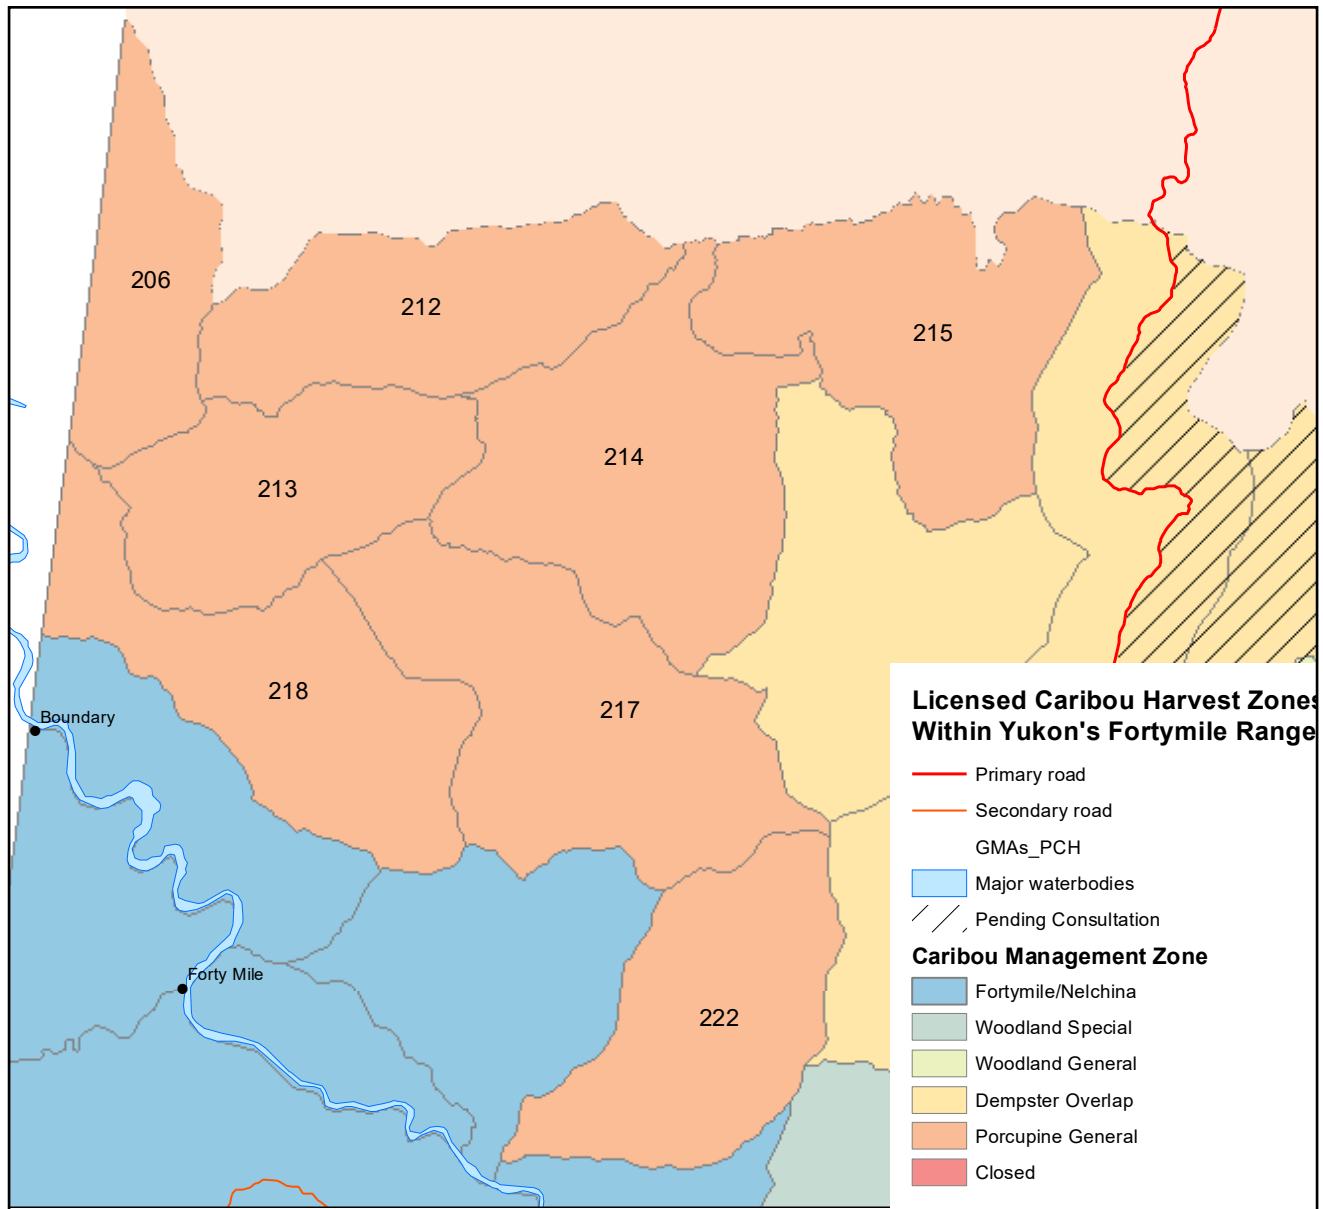 206
212
215
214
213
218
217
Boundary
Forty Mile
222
Licensed Caribou Harvest Zones
Within Yukon's Fortymile Range
Primary road
Secondary road
GMAs_PCH
Major waterbodies
Pending Consultation
Caribou Management Zone
Fortymile/Nelchina
Woodland Special
Woodland General
Dempster Overlap
Porcupine General
Closed